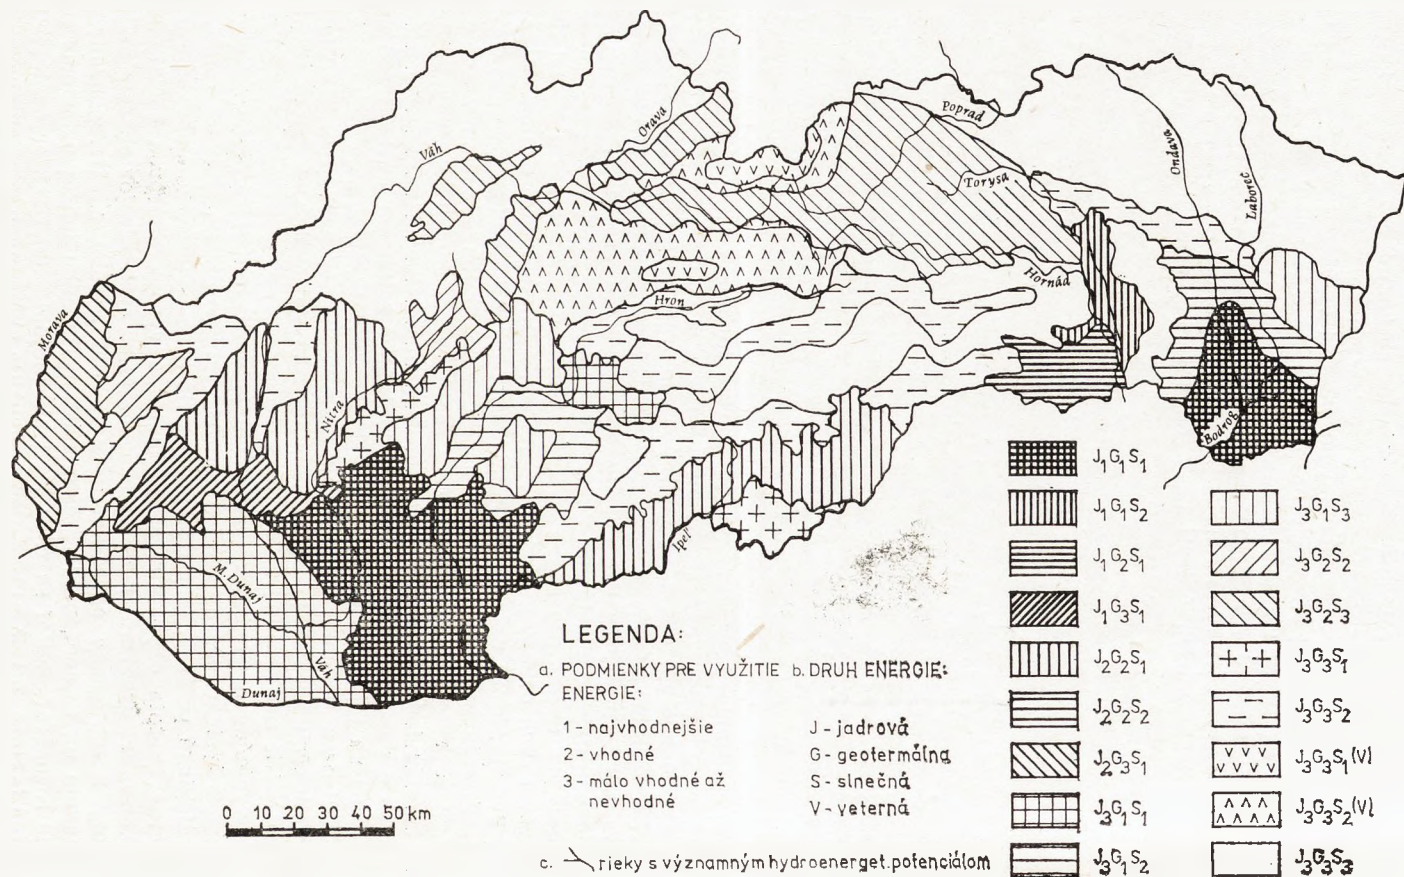 Váh
Orava
Poprad
Torysa
Ondava
Laborec
Hornád
Hron
Morava
Nitra
Bodrog
Ipeľ
M. Dunaj
Váh
Dunaj
LEGENDA:
a. PODMIENKY PRE VYUŽITIE ENERGIE:
1 - najvhodnejšie
2 - vhodné
3 - málo vhodné až
nevhodné
b. DRUH ENERGIE:
J - jadrová
G - geotermálna
S - slnečná
V - veterná
0 10 20 30 40 50 km
c. rieky s významným hydroenerget. potenciálom
J₁G₁S₁
J₁G₁S₂
J₁G₂S₁
J₁G₃S₁
J₂G₂S₁
J₂G₂S₂
J₂G₃S₁
J₃G₁S₁
J₃G₁S₂
J₃G₁S₃
J₃G₂S₂
J₃G₂S₃
J₃G₃S₁
J₃G₃S₂
J₃G₃S₁(V)
J₃G₃S₂(V)
J₃G₃S₃